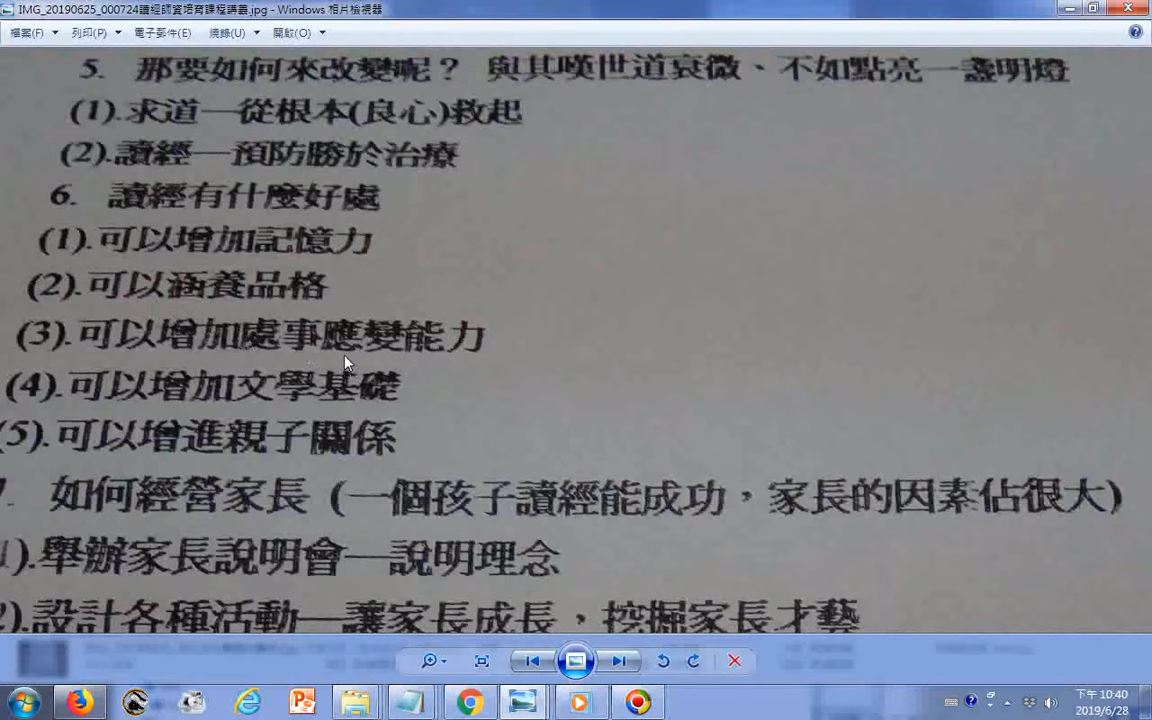 IMG_20190625_000724讀經師資培育課程講義.jpg - Windows 相片檢視器
檔案(F) 列印(P) 電子郵件(E) 燒錄(U) 開啟(O)
5. 那要如何來改變呢？ 與其嘆世道衰微、不如點亮一盞明燈
(1).求道—從根本(良心)救起
(2).讀經—預防勝於治療
6. 讀經有什麼好處
(1).可以增加記憶力
(2).可以涵養品格
(3).可以增加處事應變能力
(4).可以增加文學基礎
(5).可以增進親子關係
如何經營家長 (一個孩子讀經能成功，家長的因素佔很大)
1).舉辦家長說明會—說明理念
2).設計各種活動—讓家長成長，挖掘家長才藝
下午 10:40
2019/6/28